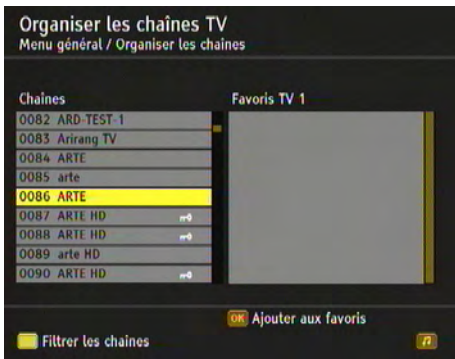 Organiser les chaînes TV
Menu général / Organiser les chaînes
Chaines
Favoris TV 1
0082 ARD-TEST-1
0083 Arirang TV
0084 ARTE
0085 arte
0086 ARTE
0087 ARTE HD
0088 ARTE HD
0089 arte HD
0090 ARTE HD
OK Ajouter aux favoris
Filtrer les chaines